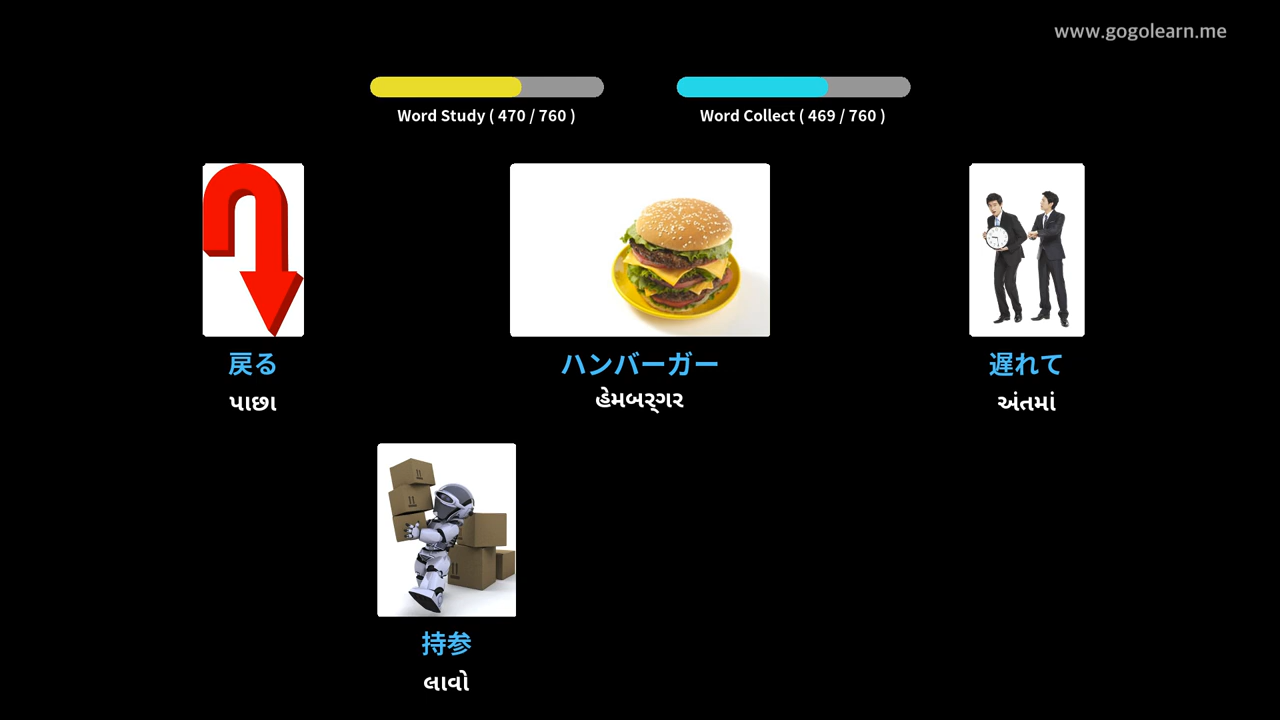 www.gogolearn.me
Word Study ( 470 / 760 )
Word Collect ( 469 / 760 )
戻る
ハンバーガー
遅れて
પાછા
હેમબર્ગર
અંતમાં
持参
લાવો